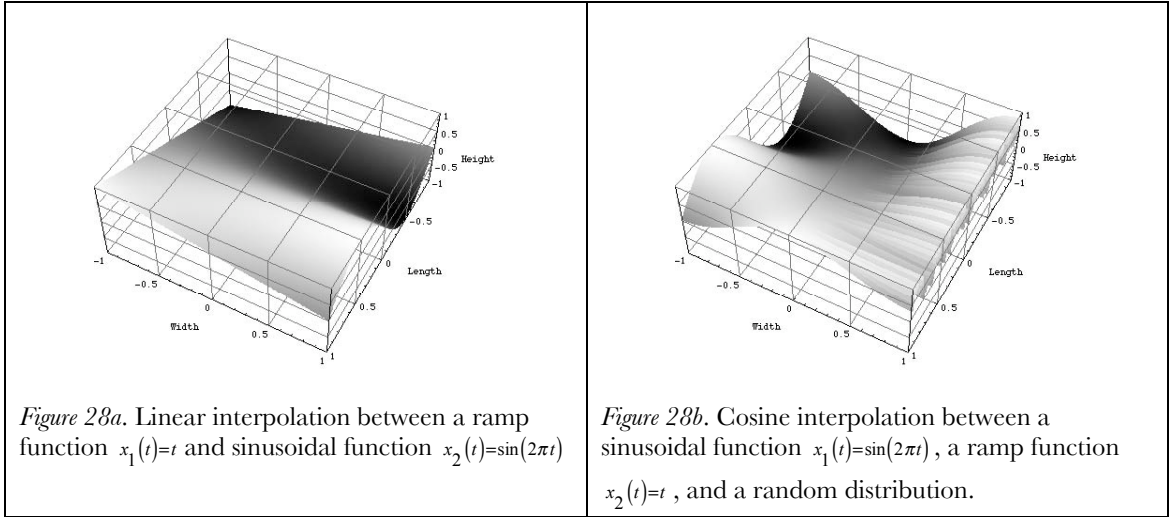 1
0.5
0
-0.5
-1
Height
-0.5
0
Length
0.5
1
-1
-0.5
0
Width
0.5
1
Figure 28a. Linear interpolation between a ramp
function x₁(t)=t and sinusoidal function x₂(t)=sin(2πt)
1
0.5
0
-0.5
-1
Height
-0.5
0
Length
0.5
1
-1
-0.5
0
Width
0.5
1
Figure 28b. Cosine interpolation between a
sinusoidal function x₁(t)=sin(2πt), a ramp function
x₂(t)=t, and a random distribution.